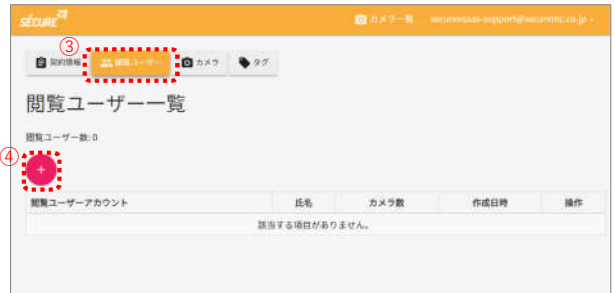 SECURE カメラ一覧 securesaas-support@secureinc.co.jp
③
契約情報 閲覧ユーザー カメラ タグ
閲覧ユーザー一覧
閲覧ユーザー数: 0
④
+
閲覧ユーザーアカウント 氏名 カメラ数 作成日時 操作
該当する項目がありません。